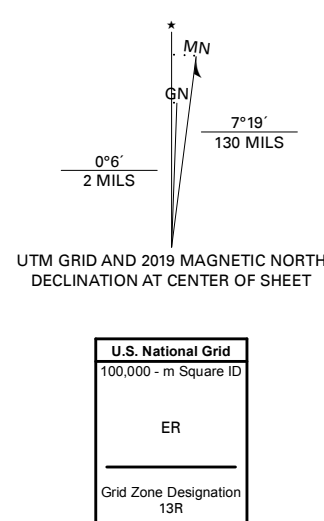 ★
MN
GN
7°19´
130 MILS
0°6´
2 MILS
UTM GRID AND 2019 MAGNETIC NORTH
DECLINATION AT CENTER OF SHEET
U.S. National Grid
100,000 - m Square ID
ER
Grid Zone Designation
13R